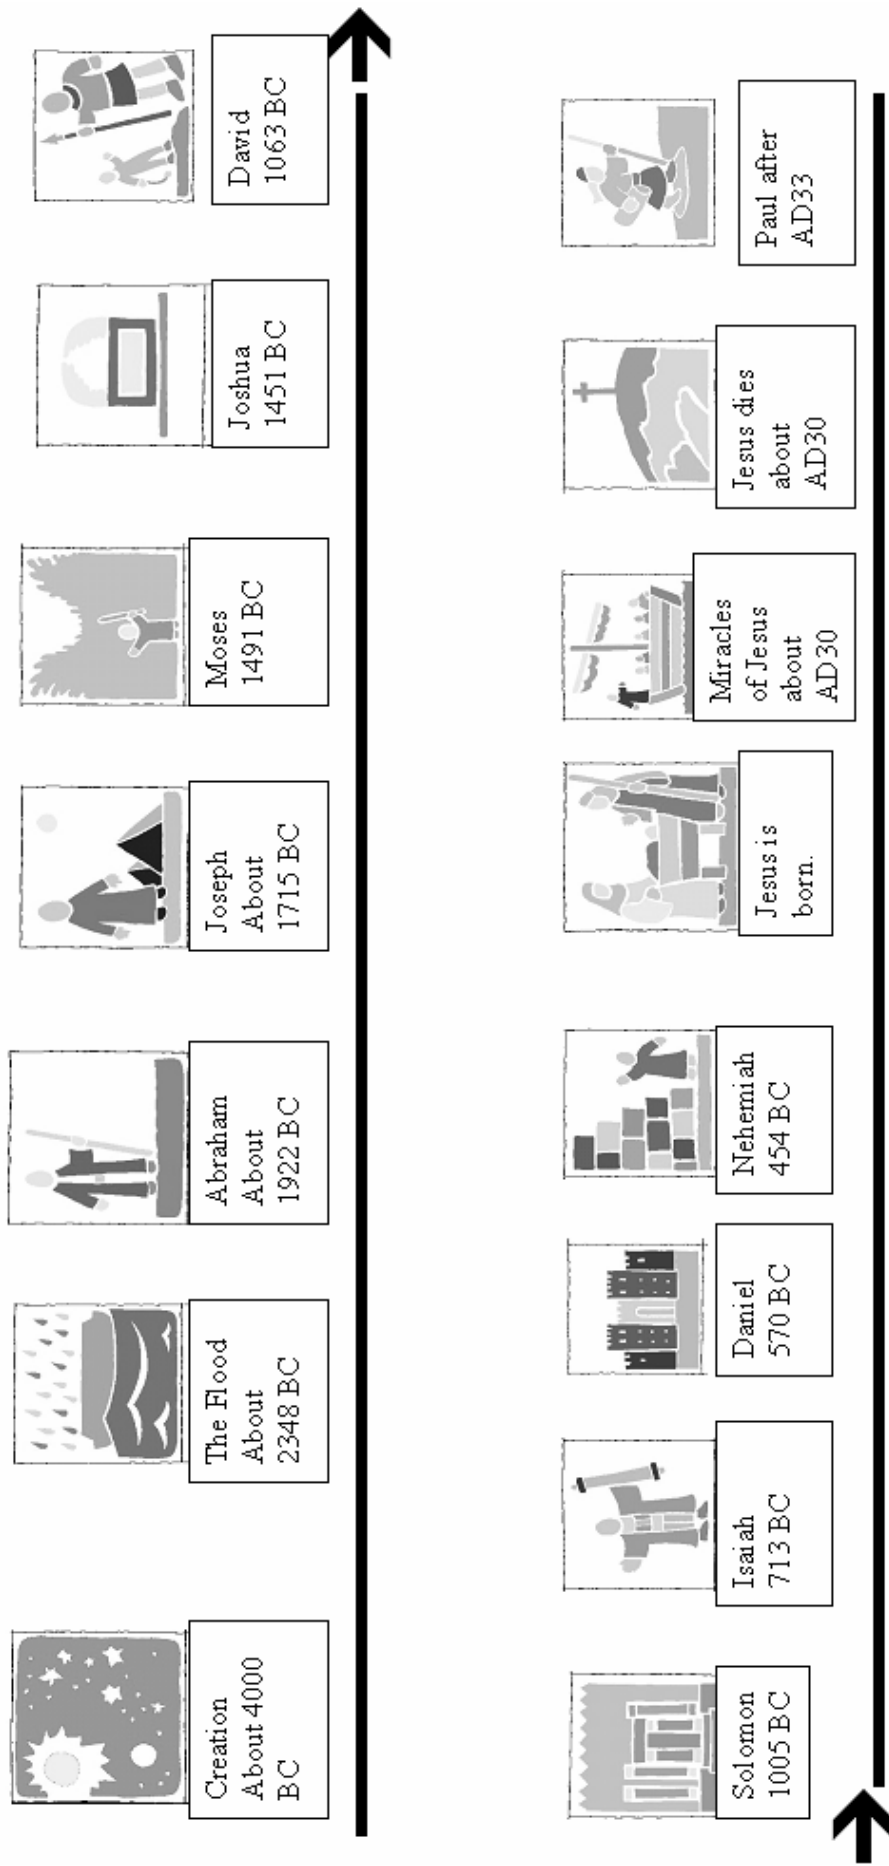 Creation
About 4000
BC
The Flood
About
2348 BC
Abraham
About
1922 BC
Joseph
About
1715 BC
Moses
1491 BC
Joshua
1451 BC
David
1063 BC
Solomon
1005 BC
Isaiah
713 BC
Daniel
570 BC
Nehemiah
454 BC
Jesus is
born.
Miracles
of Jesus
about
AD30
Jesus dies
about
AD30
Paul after
AD33